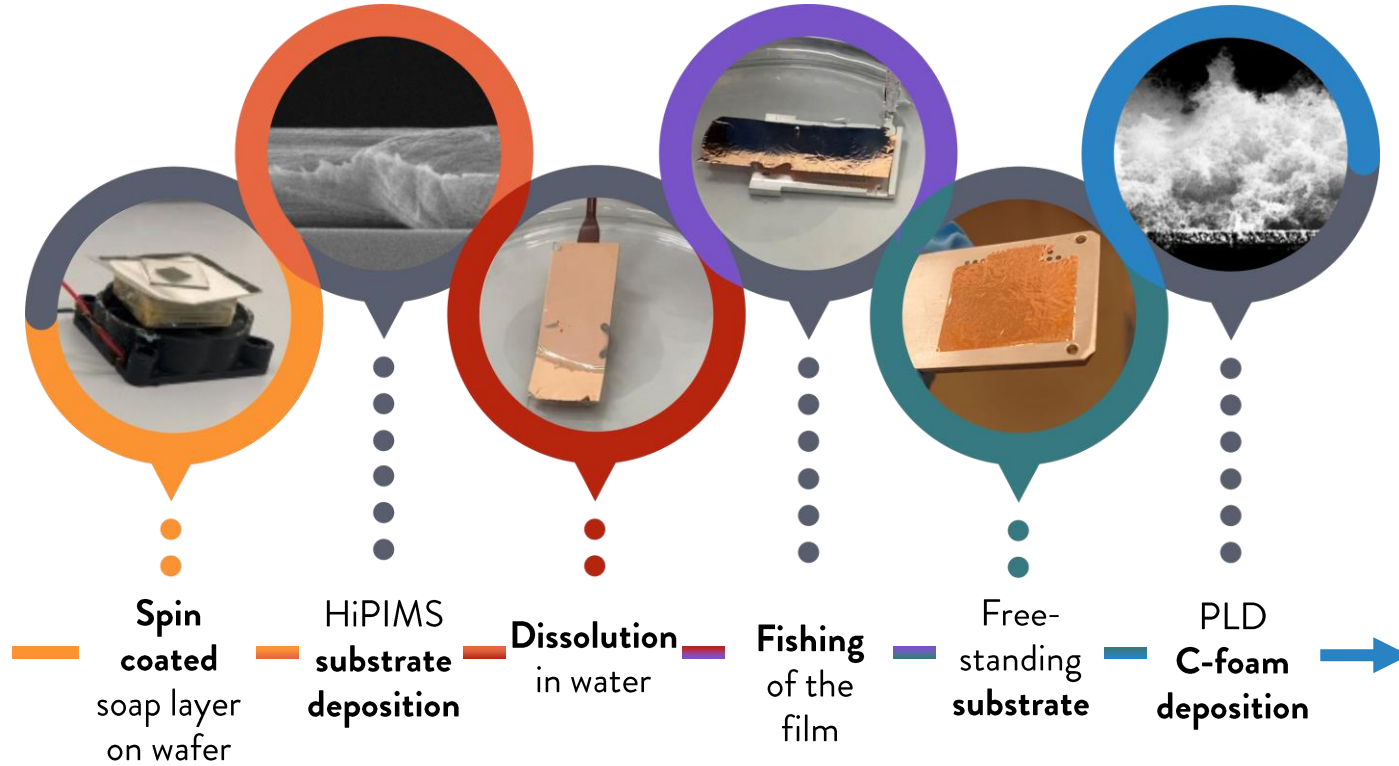 Spin
coated
soap layer
on wafer
HiPIMS
substrate
deposition
Dissolution
in water
Fishing
of the
film
Free-
standing
substrate
PLD
C-foam
deposition